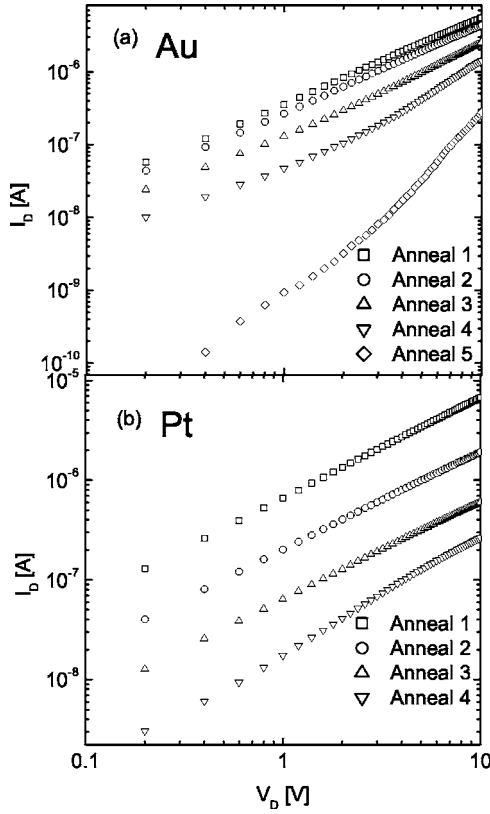 (a) Au
10^-6
10^-7
10^-8
10^-9
10^-10
I_D [A]
Anneal 1
Anneal 2
Anneal 3
Anneal 4
Anneal 5
(b) Pt
10^-5
10^-6
10^-7
10^-8
I_D [A]
Anneal 1
Anneal 2
Anneal 3
Anneal 4
0.1 1 10
V_D [V]